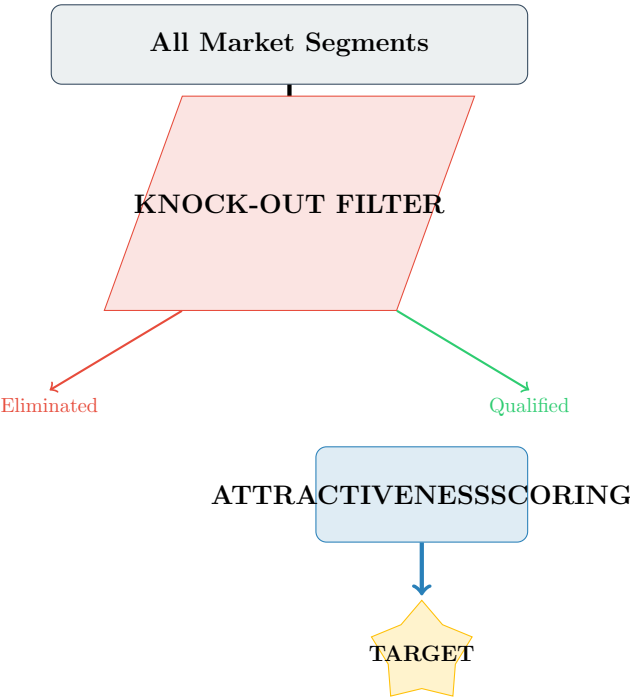 All Market Segments
KNOCK-OUT FILTER
Eliminated
Qualified
ATTRACTIVENESSSCORING
TARGET